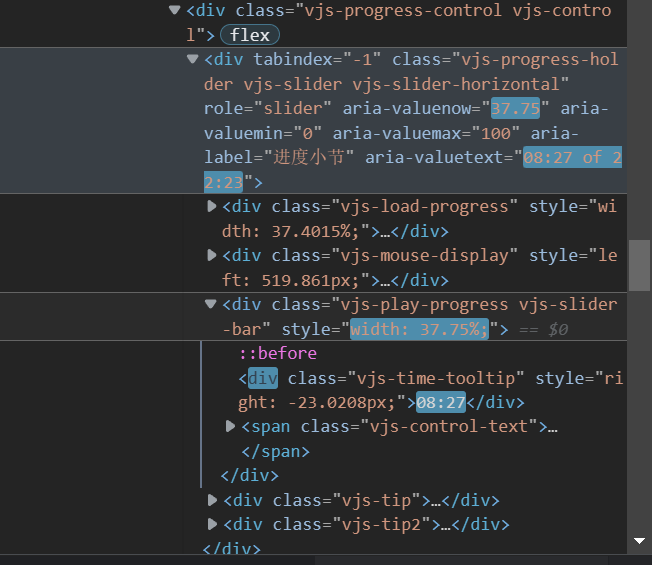 <div class="vjs-progress-control vjs-contro
l"> flex
<div tabindex="-1" class="vjs-progress-hol
der vjs-slider vjs-slider-horizontal"
role="slider" aria-valuenow="37.75" aria-
valuemin="0" aria-valuemax="100" aria-
label="进度小节" aria-valuetext="08:27 of 2
2:23">
<div class="vjs-load-progress" style="wi
dth: 37.4015%;">…</div>
<div class="vjs-mouse-display" style="le
ft: 519.861px;">…</div>
<div class="vjs-play-progress vjs-slider
-bar" style="width: 37.75%;"> == $0
::before
<div class="vjs-time-tooltip" style="ri
ght: -23.0208px;">08:27</div>
<span class="vjs-control-text">…
</span>
</div>
<div class="vjs-tip">…</div>
<div class="vjs-tip2">…</div>
</div>